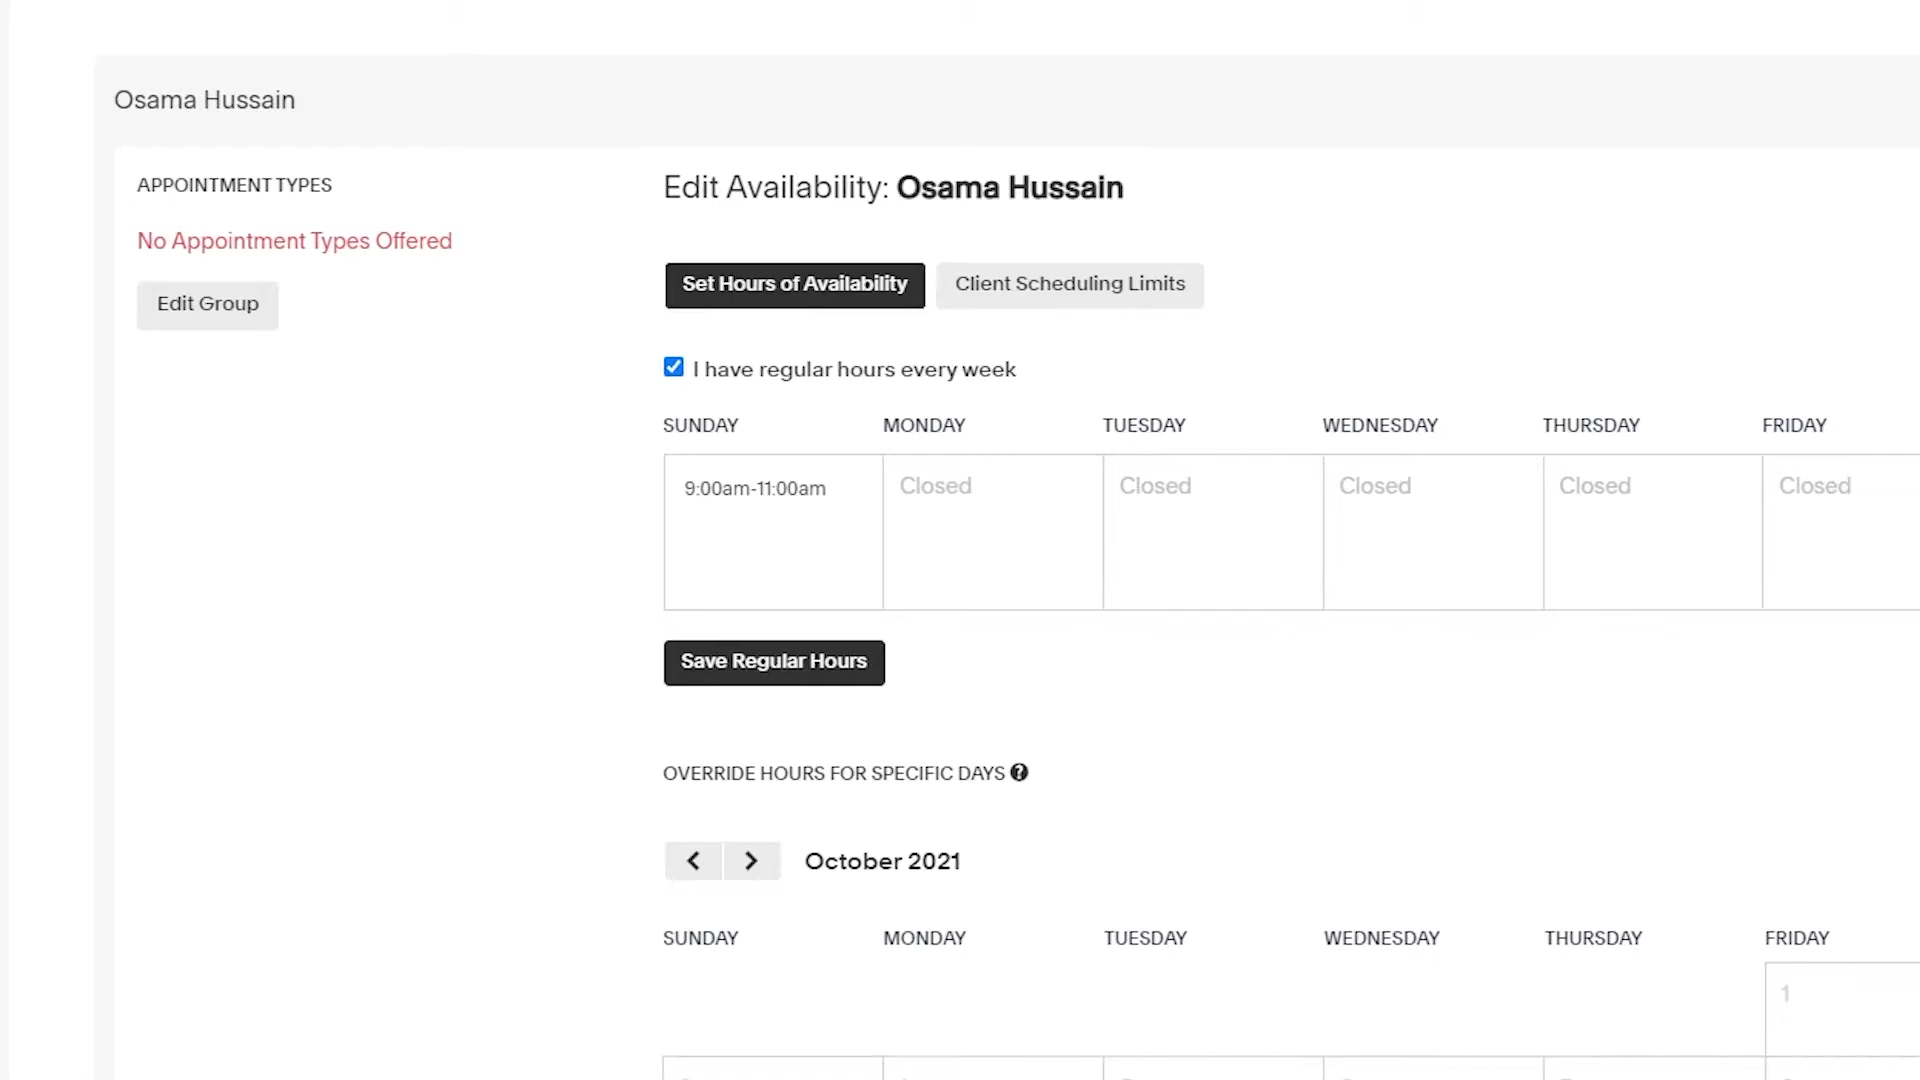 Osama Hussain
APPOINTMENT TYPES
No Appointment Types Offered
Edit Group
Edit Availability: Osama Hussain
Set Hours of Availability
Client Scheduling Limits
I have regular hours every week
SUNDAY MONDAY TUESDAY WEDNESDAY THURSDAY FRIDAY
9:00am-11:00am Closed Closed Closed Closed Closed
Save Regular Hours
OVERRIDE HOURS FOR SPECIFIC DAYS ?
October 2021
SUNDAY MONDAY TUESDAY WEDNESDAY THURSDAY FRIDAY
1